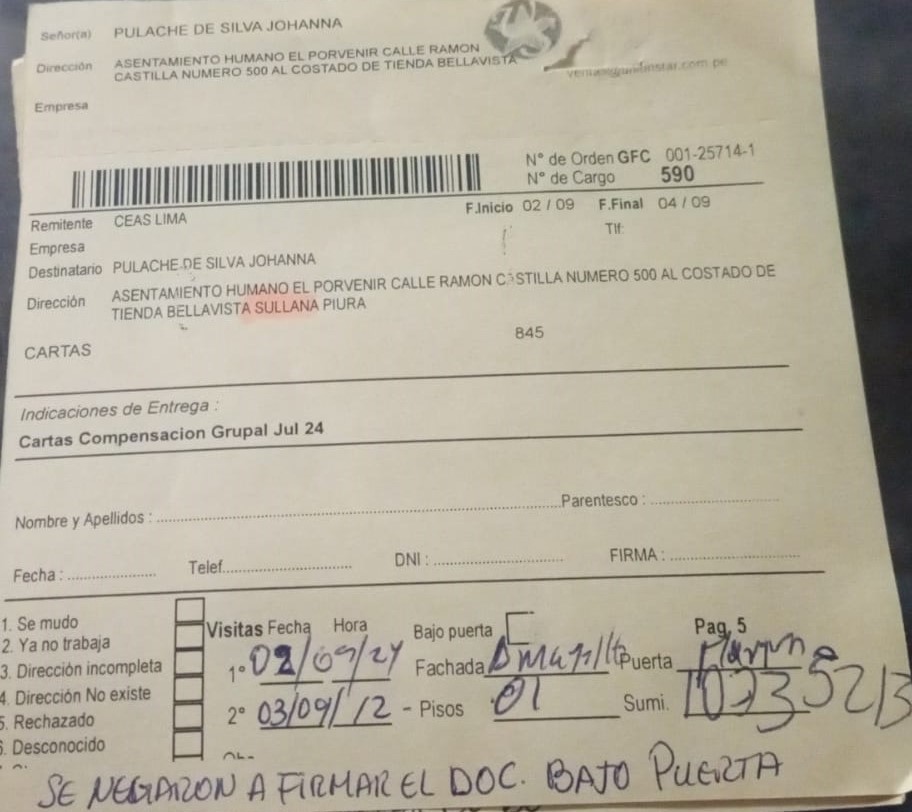 Señor(a) PULACHE DE SILVA JOHANNA
Dirección ASENTAMIENTO HUMANO EL PORVENIR CALLE RAMON
CASTILLA NUMERO 500 AL COSTADO DE TIENDA BELLAVISTA
Empresa
N° de Orden GFC 001-25714-1
N° de Cargo 590
F.Inicio 02 / 09 F.Final 04 / 09
Remitente CEAS LIMA
Tlf:
Empresa
Destinatario PULACHE DE SILVA JOHANNA
Dirección ASENTAMIENTO HUMANO EL PORVENIR CALLE RAMON CASTILLA NUMERO 500 AL COSTADO DE
TIENDA BELLAVISTA SULLANA PIURA
845
CARTAS
Indicaciones de Entrega :
Cartas Compensacion Grupal Jul 24
Nombre y Apellidos : Parentesco :
Fecha : Telef. DNI : FIRMA :
1. Se mudo
2. Ya no trabaja
3. Dirección incompleta
4. Dirección No existe
5. Rechazado
6. Desconocido
Visitas Fecha Hora Bajo puerta Pag. 5
1° 02/09/24 Fachada Puerta
2° 03/09/ 12 - Pisos 01 Sumi.
SE NEGARON A FIRMAR EL DOC. BAJO PUERTA